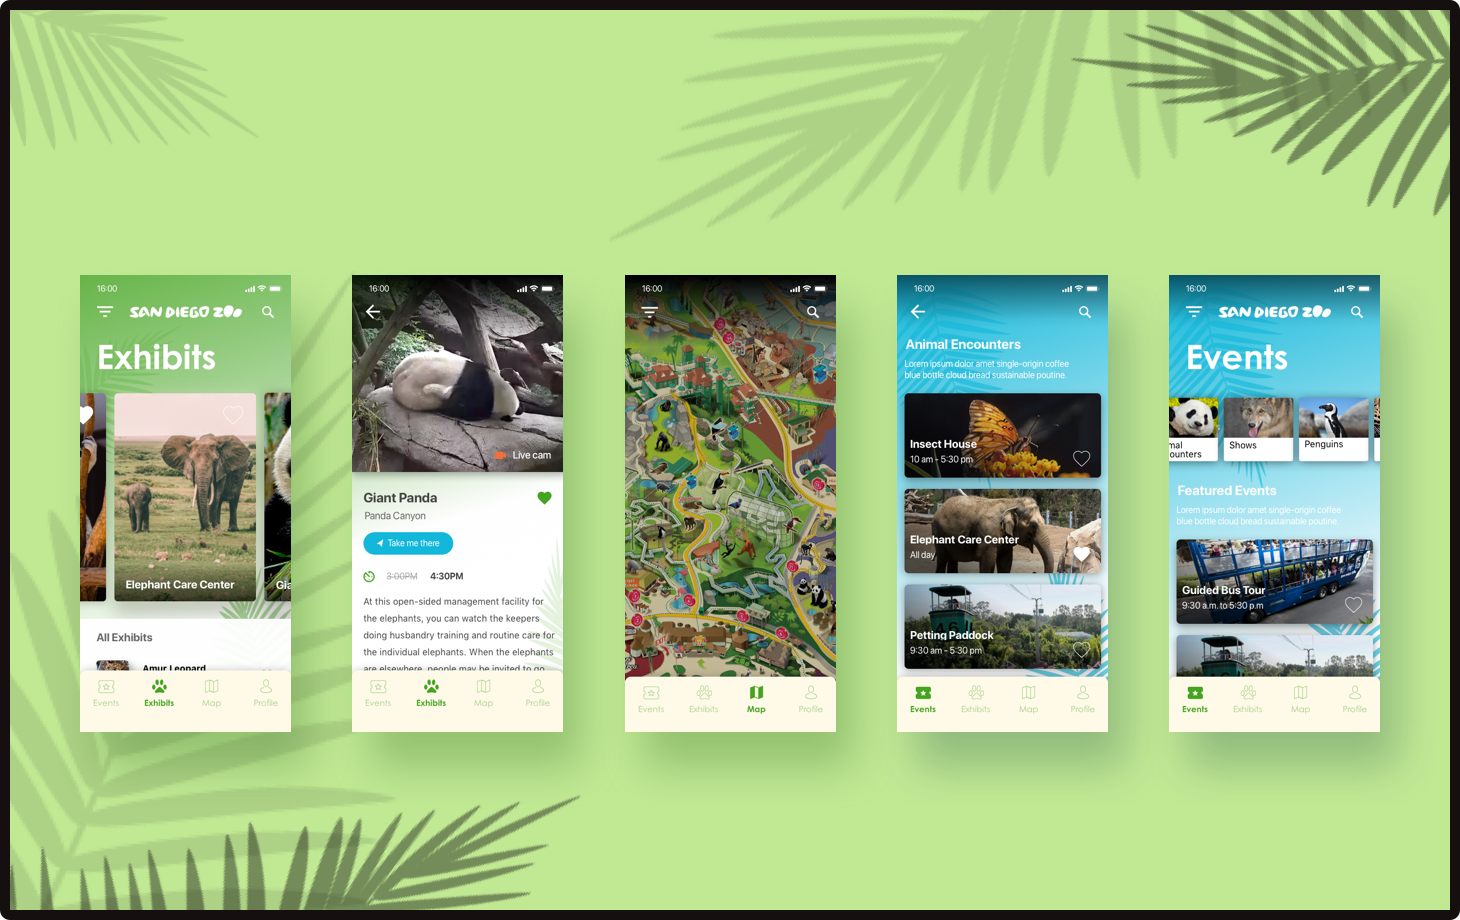 16:00
SAN DIEGO ZOO
Exhibits
Elephant Care Center
Gia
All Exhibits
Amur Leopard
Events
Exhibits
Map
Profile
16:00
Live cam
Giant Panda
Panda Canyon
Take me there
3:00PM 4:30PM
At this open-sided management facility for
the elephants, you can watch the keepers
doing husbandry training and routine care for
the individual elephants. When the elephants
are elsewhere, people may be invited to go
Events
Exhibits
Map
Profile
16:00
Events
Exhibits
Map
Profile
16:00
Animal Encounters
Lorem ipsum dolor amet single-origin coffee
blue bottle cloud bread sustainable poutine.
Insect House
10 am - 5:30 pm
Elephant Care Center
All day
Petting Paddock
9:30 am - 5:30 pm
Events
Exhibits
Map
Profile
16:00
SAN DIEGO ZOO
Events
mal
ounters
Shows
Penguins
Featured Events
Lorem ipsum dolor amet single-origin coffee
blue bottle cloud bread sustainable poutine.
Guided Bus Tour
9:30 a.m. to 5:30 p.m
Events
Exhibits
Map
Profile